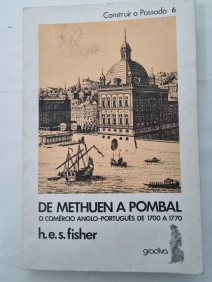 Construir o Passado 6
DE METHUEN A POMBAL
O COMÉRCIO ANGLO-PORTUGUÊS DE 1700 A 1770
h.e.s.fisher
gradiva